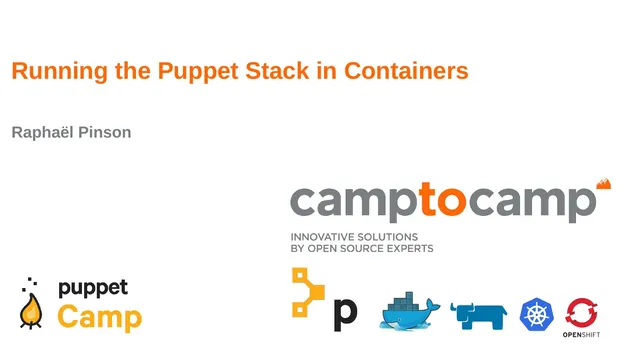 Running the Puppet Stack in Containers
Raphaël Pinson
camptocamp
INNOVATIVE SOLUTIONS
BY OPEN SOURCE EXPERTS
puppet
Camp
p
OPENSHIFT